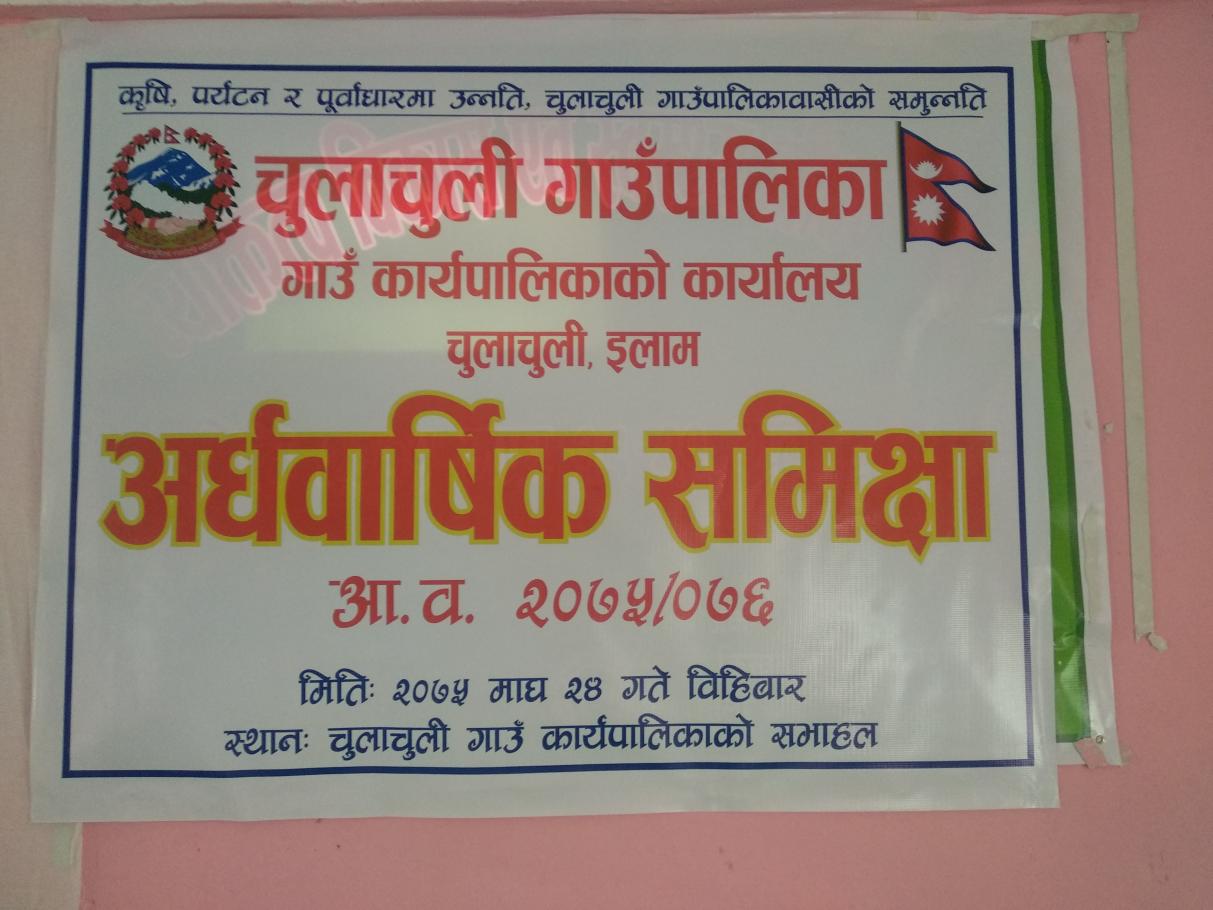 कृषि, पर्यटन र पूर्वाधारमा उन्नति, चुलाचुली गाउँपालिकावासीको समुन्नति
चुलाचुली गाउँपालिका
गाउँ कार्यपालिकाको कार्यालय
चुलाचुली, इलाम
अर्धवार्षिक समिक्षा
आ.व. २०७५/०७६
मितिः २०७५ माघ २४ गते विहिबार
स्थानः चुलाचुली गाउँ कार्यपालिकाको सभाहल